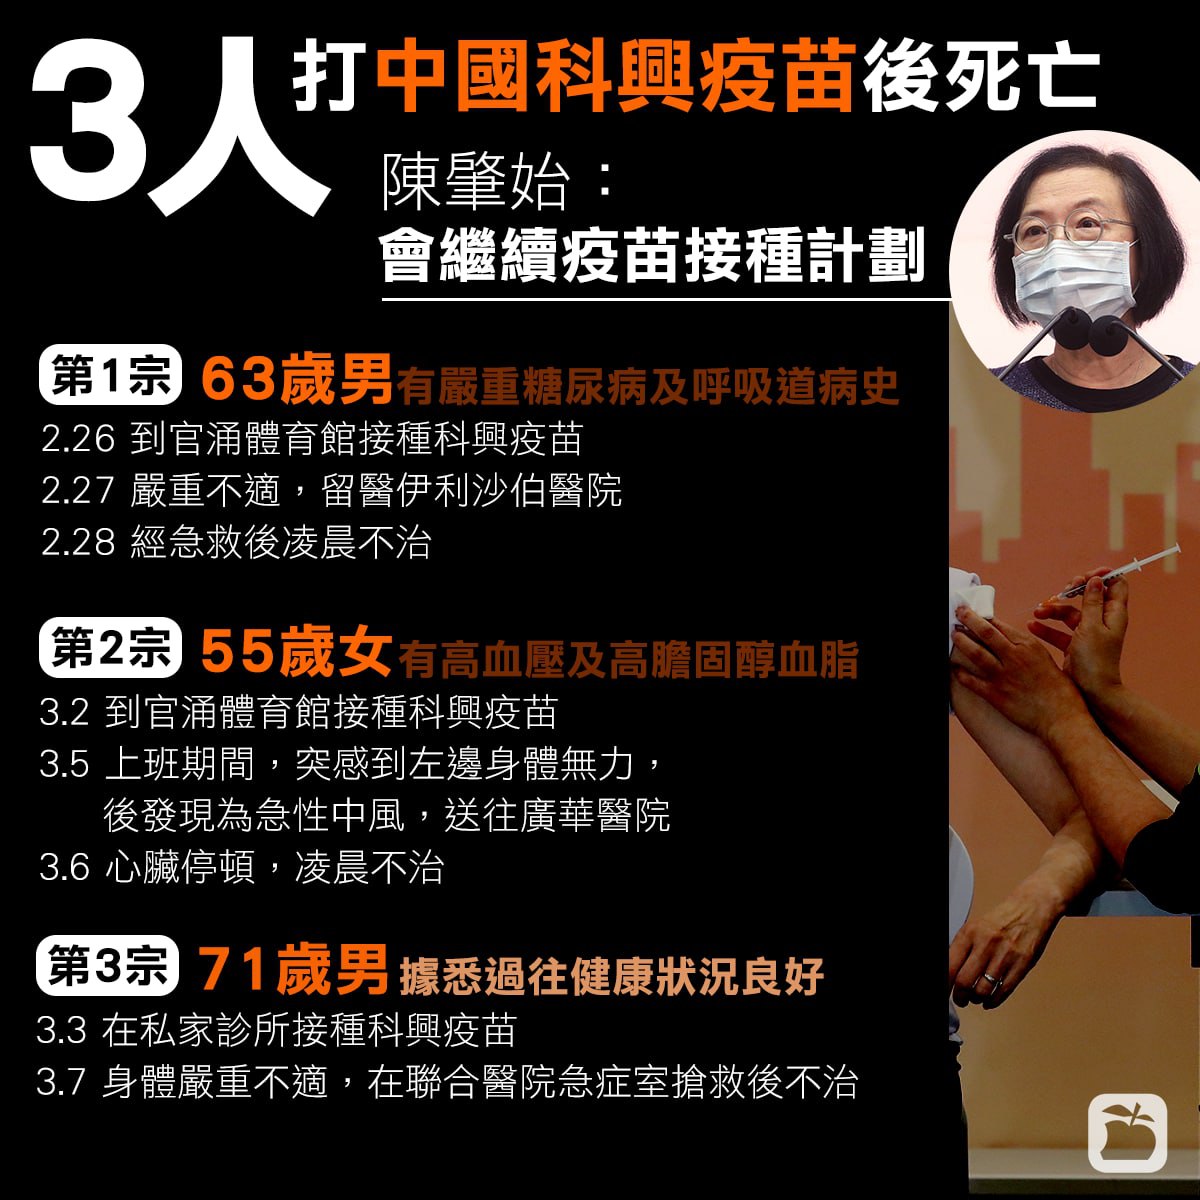 3人打中國科興疫苗後死亡
陳肇始：
會繼續疫苗接種計劃
第1宗 63歲男有嚴重糖尿病及呼吸道病史
2.26 到官涌體育館接種科興疫苗
2.27 嚴重不適，留醫伊利沙伯醫院
2.28 經急救後凌晨不治
第2宗 55歲女有高血壓及高膽固醇血脂
3.2 到官涌體育館接種科興疫苗
3.5 上班期間，突感到左邊身體無力，
後發現為急性中風，送往廣華醫院
3.6 心臟停頓，凌晨不治
第3宗 71歲男據悉過往健康狀況良好
3.3 在私家診所接種科興疫苗
3.7 身體嚴重不適，在聯合醫院急症室搶救後不治